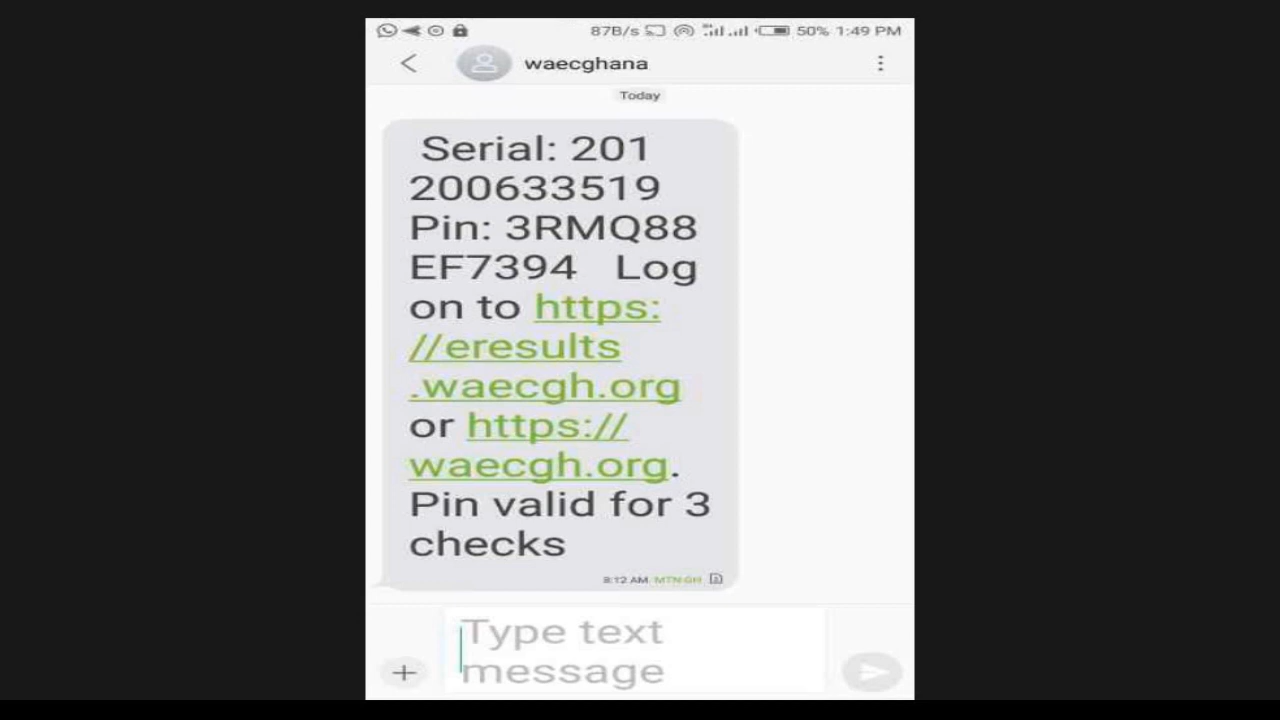 87B/s 50% 1:49 PM
waecghana
Today
Serial: 201
200633519
Pin: 3RMQ88
EF7394 Log
on to https:
//eresults
.waecgh.org
or https://
waecgh.org.
Pin valid for 3
checks
8:12 AM MTN GH
Type text
message